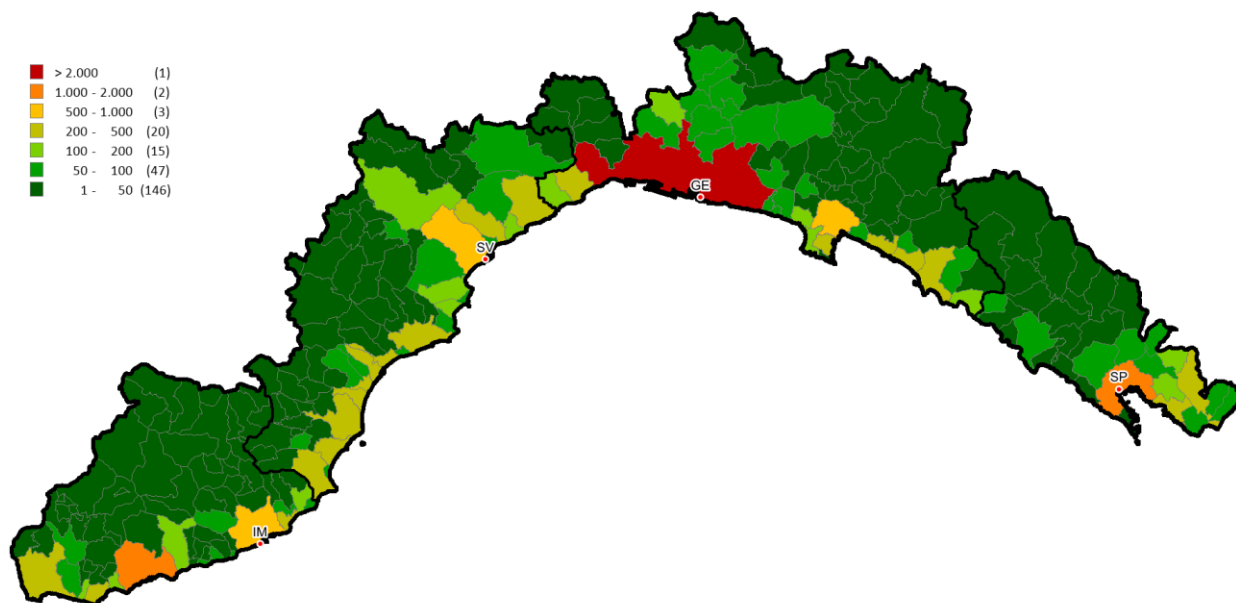 > 2.000 (1)
1.000 - 2.000 (2)
500 - 1.000 (3)
200 - 500 (20)
100 - 200 (15)
50 - 100 (47)
1 - 50 (146)
GE
SV
SP
IM